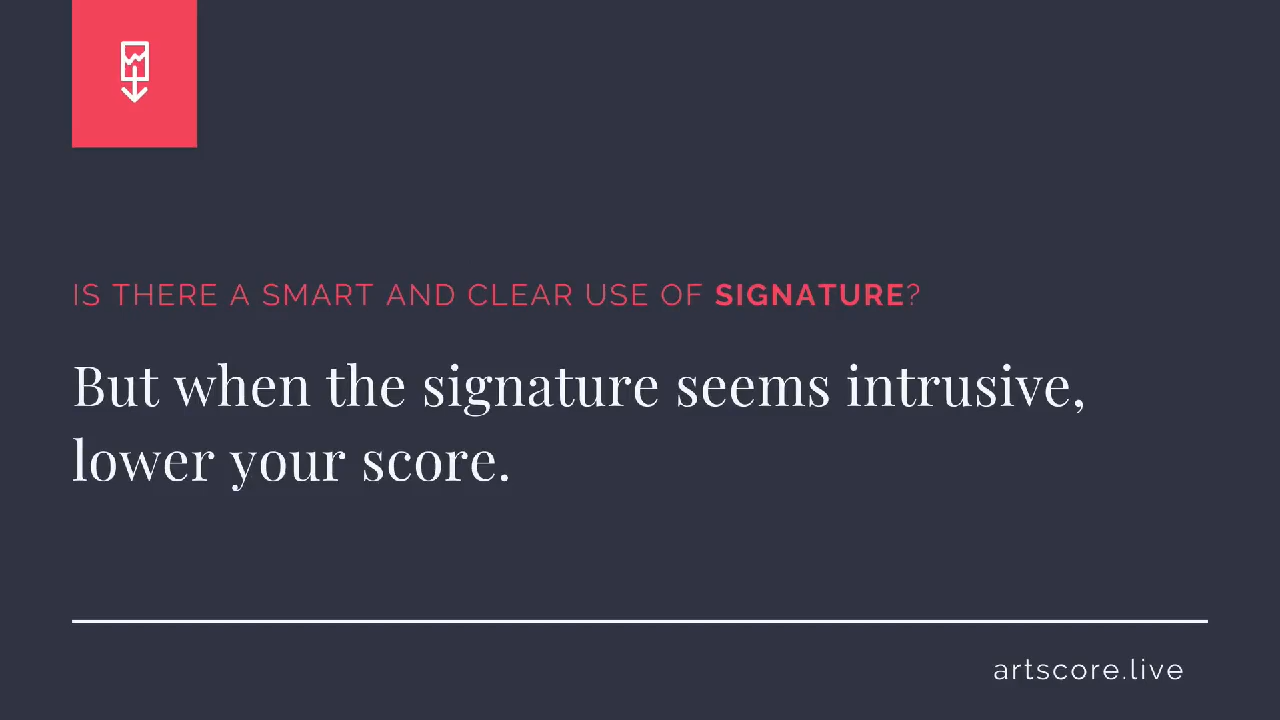 IS THERE A SMART AND CLEAR USE OF SIGNATURE?
But when the signature seems intrusive,
lower your score.
artscore.live